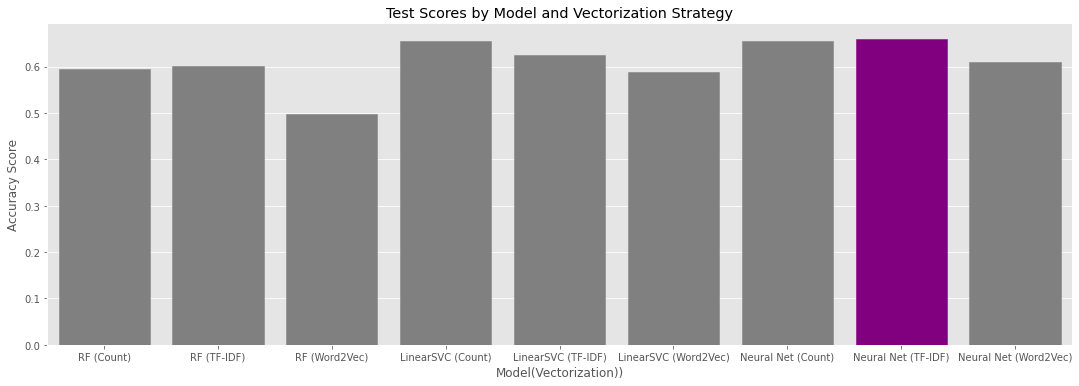 Test Scores by Model and Vectorization Strategy
Accuracy Score
0.6
0.5
0.4
0.3
0.2
0.1
0.0
RF (Count) RF (TF-IDF) RF (Word2Vec) LinearSVC (Count) LinearSVC (TF-IDF) LinearSVC (Word2Vec) Neural Net (Count) Neural Net (TF-IDF) Neural Net (Word2Vec)
Model(Vectorization))